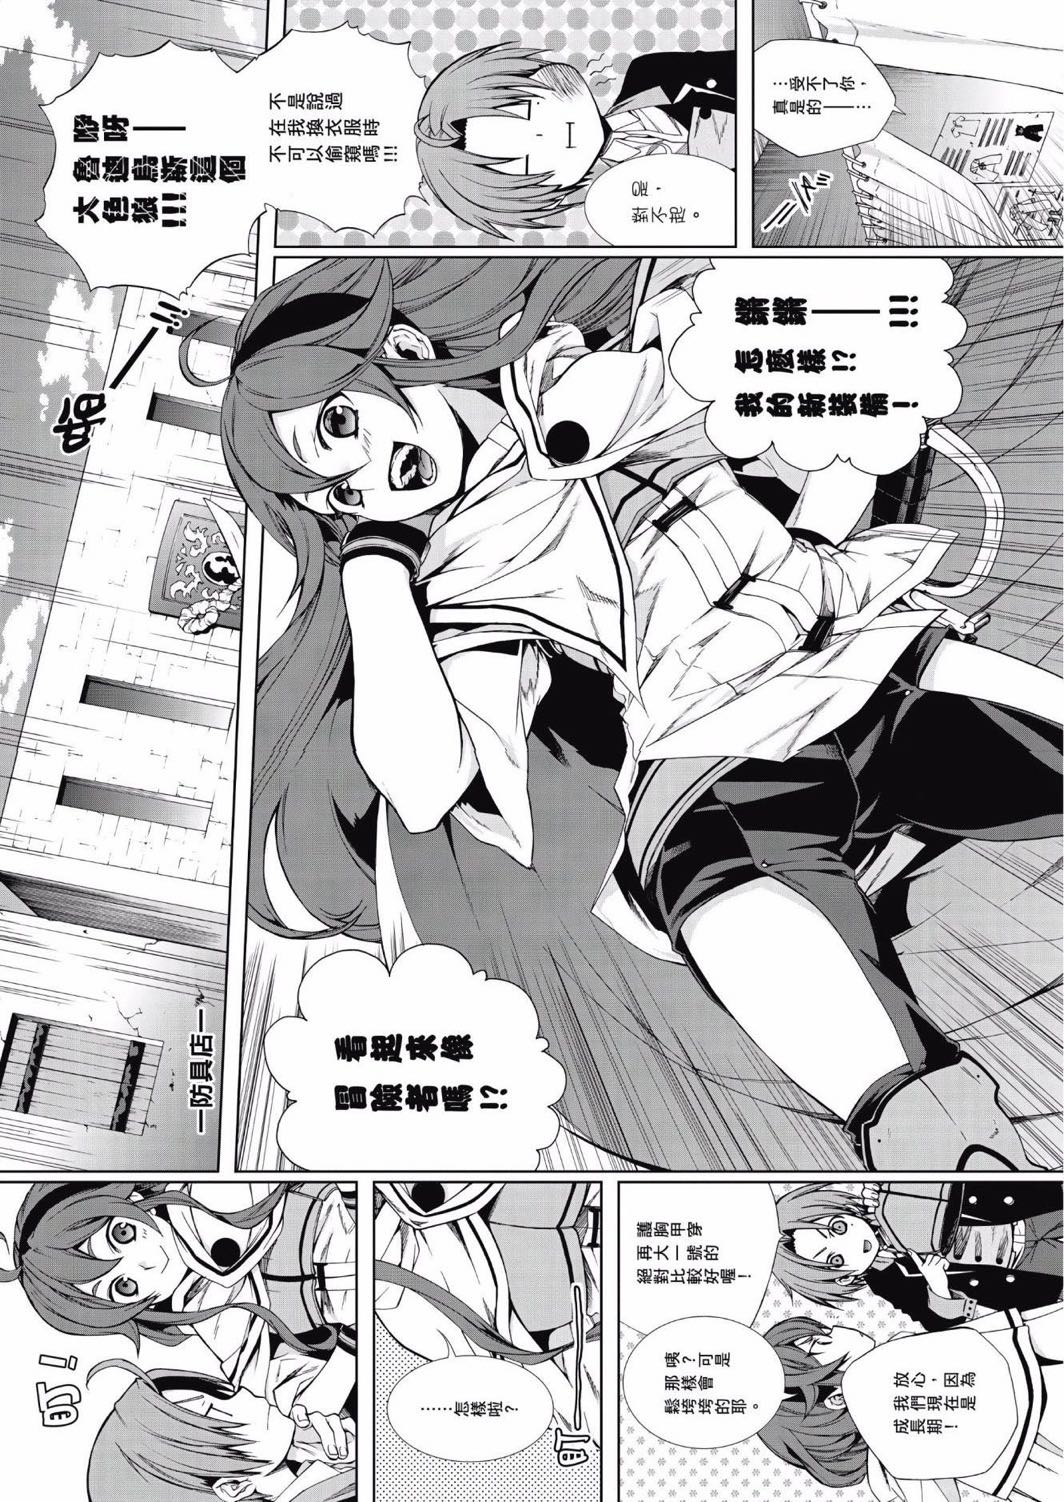 咿呀——
魯迪烏斯這個
大色狼!!!
啪——!!!
—防具店—
不是說過
在我換衣服時
不可以偷窺嗎!!!
是，
對不起。
…受不了你，
真是的——…
鏘鏘——!!!
怎麼樣!?
我的新裝備！
看起來像
冒險者嗎!?
盯！
盯——
……怎樣啦？
護胸甲穿
再大一號的
絕對比較好喔！
咦？可是
那樣會
鬆垮垮的耶。
放心，因為
我們現在是
成長期！